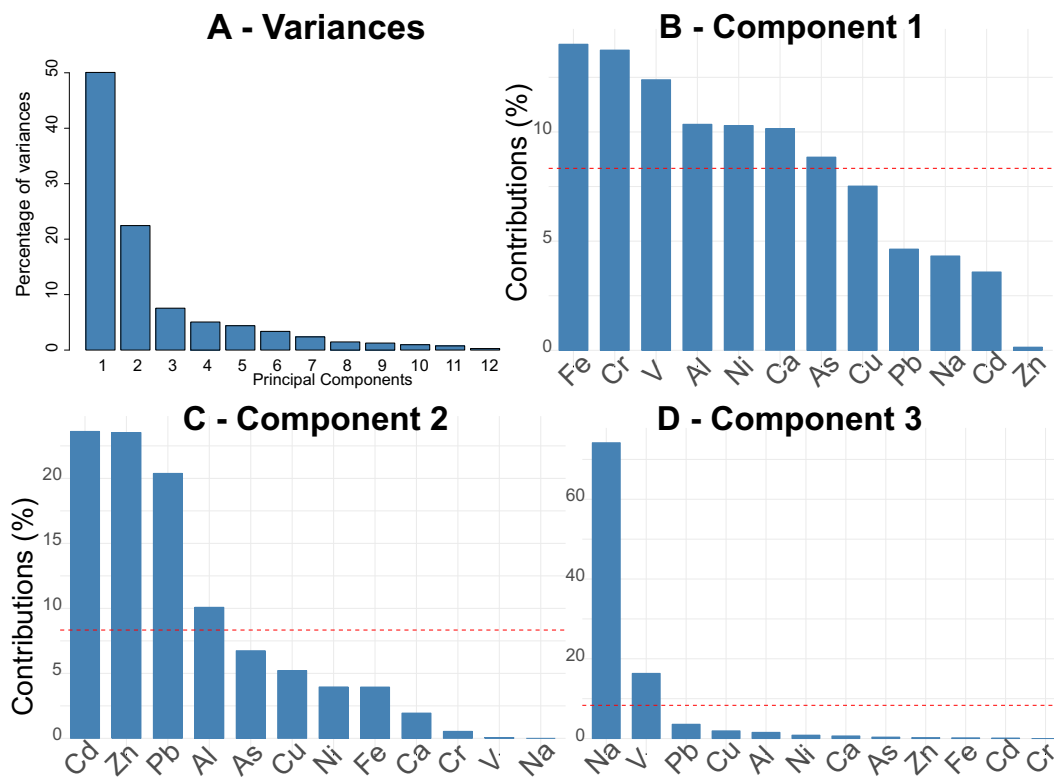 A - Variances
Percentage of variances
50
40
30
20
10
0
1 2 3 4 5 6 7 8 9 10 11 12
Principal Components
B - Component 1
Contributions (%)
10
5
0
Fe Cr V Al Ni Ca As Cu Pb Na Cd Zn
C - Component 2
Contributions (%)
20
15
10
5
0
Cd Zn Pb Al As Cu Ni Fe Ca Cr V Na
D - Component 3
60
40
20
0
Na V Pb Cu Al Ni Ca As Zn Fe Cd Cr